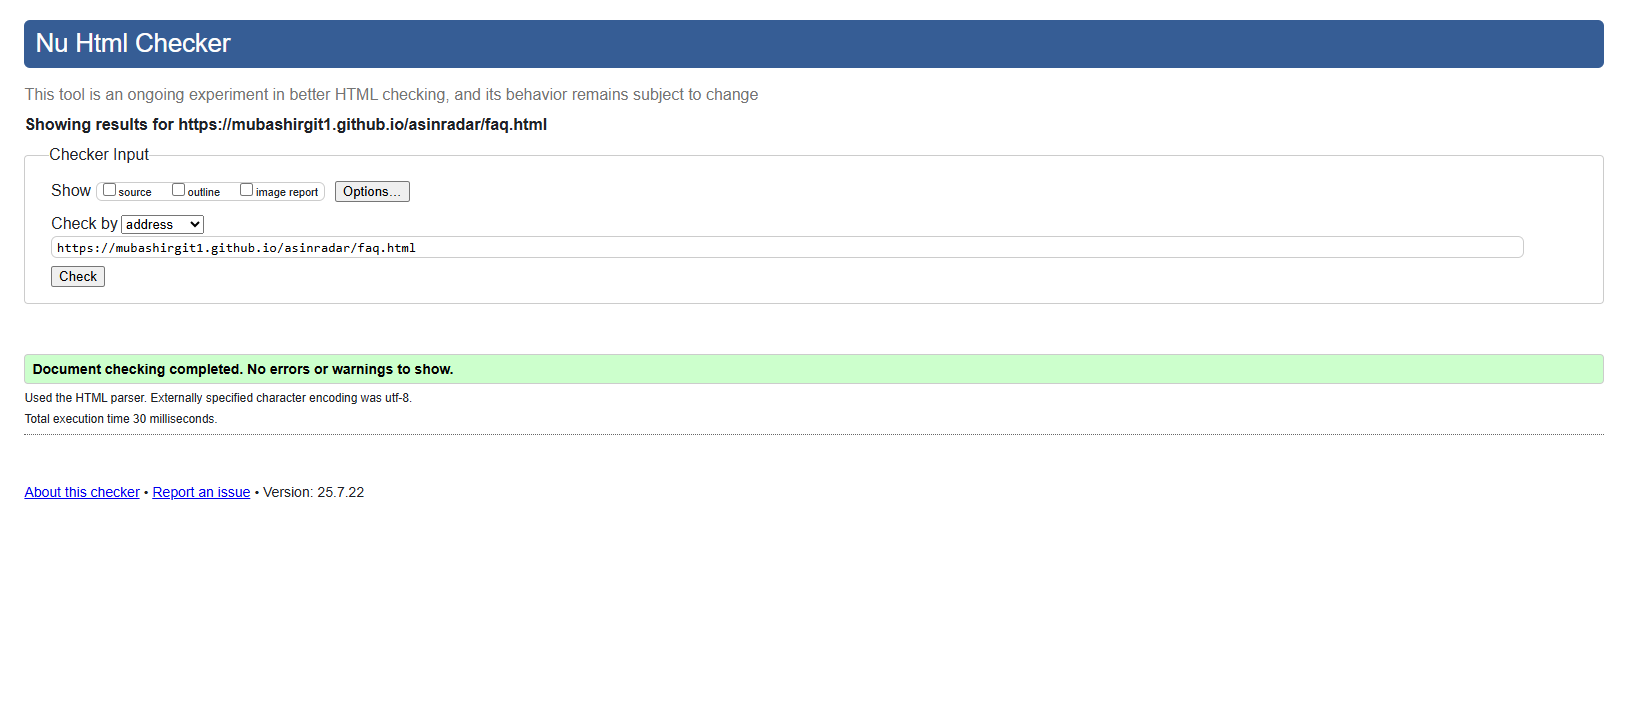 Nu Html Checker
This tool is an ongoing experiment in better HTML checking, and its behavior remains subject to change
Showing results for https://mubashirgit1.github.io/asinradar/faq.html
Checker Input
Show source outline image report Options...
Check by address
https://mubashirgit1.github.io/asinradar/faq.html
Check
Document checking completed. No errors or warnings to show.
Used the HTML parser. Externally specified character encoding was utf-8.
Total execution time 30 milliseconds.
About this checker • Report an issue • Version: 25.7.22